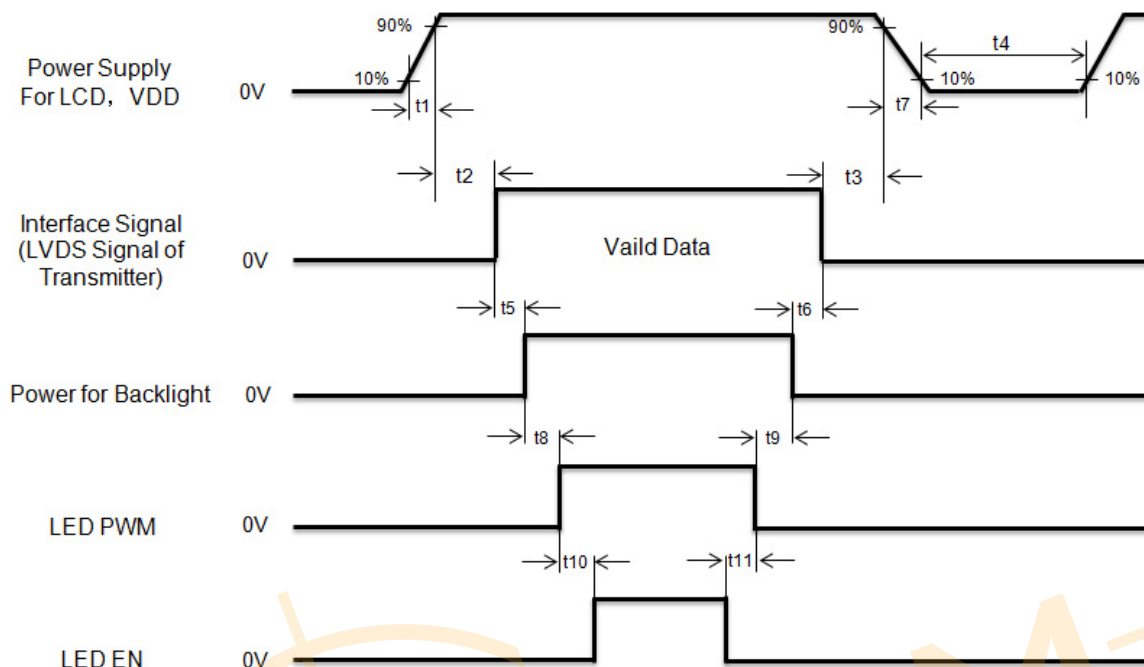 90%
90%
t4
Power Supply
For LCD, VDD
0V
10%
10%
10%
t1
t7
t2
t3
Interface Signal
(LVDS Signal of
Transmitter)
0V
Vaild Data
t5
t6
Power for Backlight
0V
t8
t9
LED PWM
0V
t10
t11
LED EN
0V